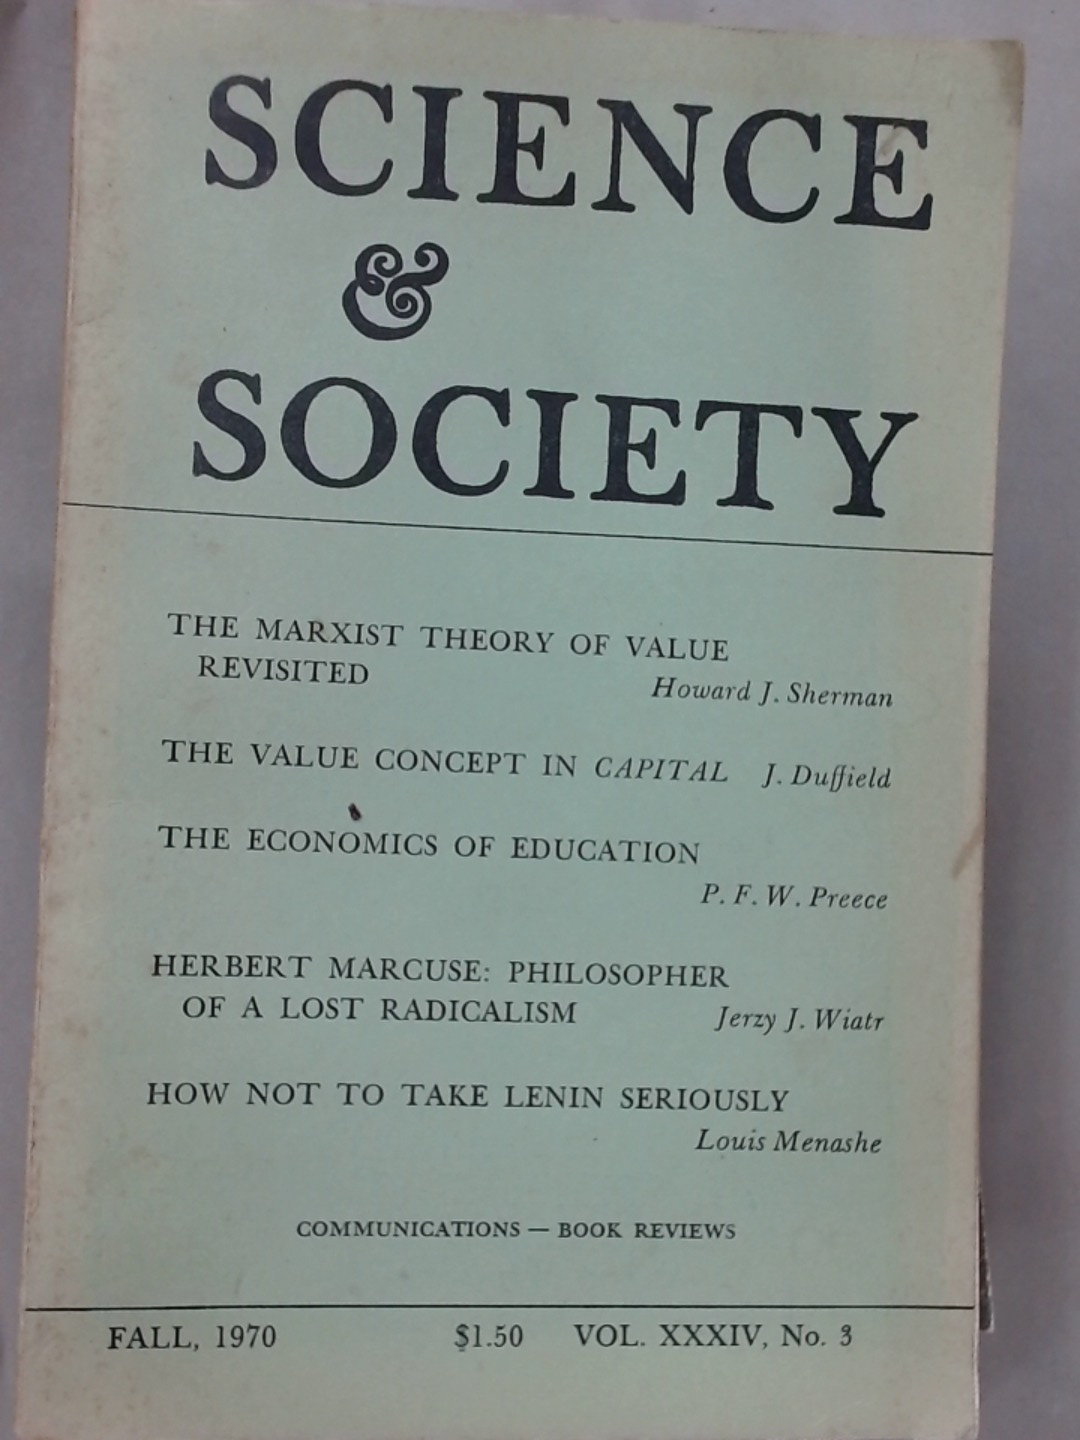 SCIENCE
&
SOCIETY
THE MARXIST THEORY OF VALUE
REVISITED Howard J. Sherman
THE VALUE CONCEPT IN CAPITAL J. Duffield
THE ECONOMICS OF EDUCATION
P. F. W. Preece
HERBERT MARCUSE: PHILOSOPHER
OF A LOST RADICALISM Jerzy J. Wiatr
HOW NOT TO TAKE LENIN SERIOUSLY
Louis Menashe
COMMUNICATIONS — BOOK REVIEWS
FALL, 1970 $1.50 VOL. XXXIV, No. 3